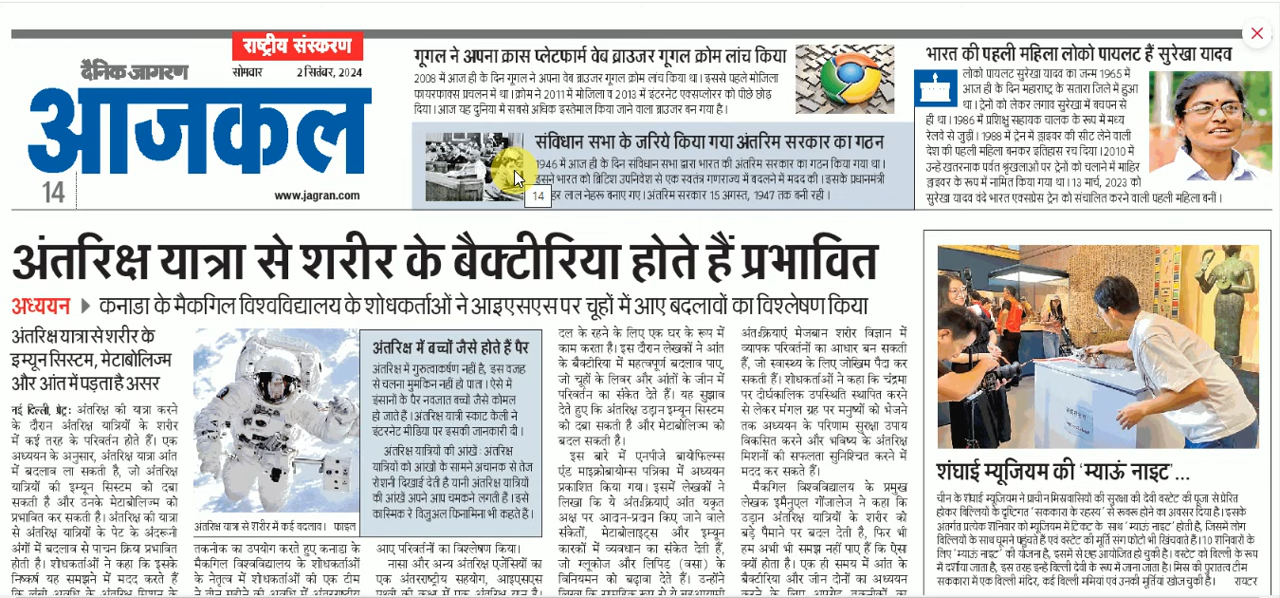 राष्ट्रीय संस्करण
दैनिक जागरण
सोमवार 2 सितंबर, 2024
आजकल
14
www.jagran.com
गूगल ने अपना क्रास प्लेटफार्म वेब ब्राउजर गूगल क्रोम लांच किया
2008 में आज ही के दिन गूगल ने अपना वेब ब्राउजर गूगल क्रोम लांच किया था। इससे पहले मोजिला
फायरफाक्स प्रचलन में था। क्रोम ने 2011 में मोजिला व 2013 में इंटरनेट एक्सप्लोरर को पीछे छोड़
दिया। आज यह दुनिया में सबसे अधिक इस्तेमाल किया जाने वाला ब्राउजर बन गया है।
संविधान सभा के जरिये किया गया अंतरिम सरकार का गठन
1946 में आज ही के दिन संविधान सभा द्वारा भारत की अंतरिम सरकार का गठन किया गया था।
इसने भारत को ब्रिटिश उपनिवेश से एक स्वतंत्र गणराज्य में बदलने में मदद की। इसके प्रधानमंत्री
14
लाल नेहरू बनाए गए। अंतरिम सरकार 15 अगस्त, 1947 तक बनी रही।
भारत की पहली महिला लोको पायलट हैं सुरेखा यादव
लोको पायलट सुरेखा यादव का जन्म 1965 में
आज ही के दिन महाराष्ट्र के सतारा जिले में हुआ
था। ट्रेनो को लेकर लगाव सुरेखा में बचपन से
ही था। 1986 में प्रशिक्षु सहायक चालक के रूप में मध्य
रेलवे से जुड़ीं। 1988 में ट्रेन में ड्राइवर की सीट लेने वाली
देश की पहली महिला बनकर इतिहास रच दिया। 2010 में
उन्हें खतरनाक पर्वत श्रृंखलाओं पर ट्रेनो को चलाने में माहिर
ड्राइवर के रूप में नामित किया गया था। 13 मार्च, 2023 को
सुरेखा यादव वंदे भारत एक्सप्रेस ट्रेन को संचालित करने वाली पहली महिला बनीं।
अंतरिक्ष यात्रा से शरीर के बैक्टीरिया होते हैं प्रभावित
अध्ययन कनाडा के मैकगिल विश्वविद्यालय के शोधकर्ताओं ने आइएसएस पर चूहों में आए बदलावों का विश्लेषण किया
अंतरिक्ष यात्रा से शरीर के
इम्यून सिस्टम, मेटाबोलिज्म
और आंत में पड़ता है असर
नई दिल्ली, प्रेट्र: अंतरिक्ष की यात्रा करने
के दौरान अंतरिक्ष यात्रियों के शरीर
में कई तरह के परिवर्तन होते हैं। एक
अध्ययन के अनुसार, अंतरिक्ष यात्रा आंत
में बदलाव ला सकती है, जो अंतरिक्ष
यात्रियों की इम्यून सिस्टम को दबा
सकती है और उनके मेटाबोलिज्म को
प्रभावित कर सकती है। अंतरिक्ष की यात्रा
से अंतरिक्ष यात्रियों के पेट के अंदरूनी
अंगों में बदलाव से पाचन क्रिया प्रभावित
होती है। शोधकर्ताओं ने कहा कि इसके
निष्कर्ष यह समझने में मदद करते हैं
कि लंबी अवधि के अंतरिक्ष मिशन के
अंतरिक्ष यात्रा से शरीर में कई बदलाव। फाइल
तकनीक का उपयोग करते हुए कनाडा के
मैकगिल विश्वविद्यालय के शोधकर्ताओं
के नेतृत्व में शोधकर्ताओं की एक टीम
ने तीन महीने की अवधि में अंतरराष्ट्रीय
अंतरिक्ष में बच्चों जैसे होते हैं पैर
अंतरिक्ष में गुरुत्वाकर्षण नहीं है, इस वजह
से चलना मुमकिन नहीं हो पाता। ऐसे में
इंसानों के पैर नवजात बच्चों जैसे कोमल
हो जाते हैं। अंतरिक्ष यात्री स्काट केली ने
इंटरनेट मीडिया पर इसकी जानकारी दी।
अंतरिक्ष यात्रियों की आंखें: अंतरिक्ष
यात्रियों को आंखों के सामने अचानक से तेज
रोशनी दिखाई देती है यानी अंतरिक्ष यात्रियों
की आंखें अपने आप चमकने लगती है। इसे
कास्मिक रे विजुअल फिनामिना भी कहते हैं।
आए परिवर्तनों का विश्लेषण किया।
नासा और अन्य अंतरिक्ष एजेंसियों का
एक अंतरराष्ट्रीय सहयोग, आइएसएस
पृथ्वी की कक्षा में एक अंतरिक्ष यान है।
दल के रहने के लिए एक घर के रूप में
काम करता है। इस दौरान लेखकों ने आंत
के बैक्टीरिया में महत्वपूर्ण बदलाव पाए,
जो चूहों के लिवर और आंतों के जीन में
परिवर्तन का संकेत देते हैं। यह सुझाव
देते हुए कि अंतरिक्ष उड़ान इम्यून सिस्टम
को दबा सकती है और मेटाबोलिज्म को
बदल सकती है।
इस बारे में एनपीजे बायोफिल्म्स
एंड माइक्रोबायोम्स पत्रिका में अध्ययन
प्रकाशित किया गया। इसमें लेखकों ने
लिखा कि ये अंतःक्रियाएं आंत यकृत
अक्ष पर आदान-प्रदान किए जाने वाले
संकेतों, मेटाबोलाइट्स और इम्यून
कारकों में व्यवधान का संकेत देती हैं,
जो ग्लूकोज और लिपिड (वसा) के
विनियमन को बढ़ावा देते हैं। उन्होंने
लिखा कि सामूहिक रूप से ये बहुआयामी
अंतःक्रियाएं मेजबान शरीर विज्ञान में
व्यापक परिवर्तनों का आधार बन सकती
हैं, जो स्वास्थ्य के लिए जोखिम पैदा कर
सकती हैं। शोधकर्ताओं ने कहा कि चंद्रमा
पर दीर्घकालिक उपस्थिति स्थापित करने
से लेकर मंगल ग्रह पर मनुष्यों को भेजने
तक अध्ययन के परिणाम सुरक्षा उपाय
विकसित करने और भविष्य के अंतरिक्ष
मिशनों की सफलता सुनिश्चित करने में
मदद कर सकते हैं।
मैकगिल विश्वविद्यालय के प्रमुख
लेखक इमैनुएल गोंजालेज ने कहा कि
उड़ान अंतरिक्ष यात्रियों के शरीर को
बड़े पैमाने पर बदल देती है, फिर भी
हम अभी भी समझ नहीं पाए हैं कि ऐसा
क्यों होता है। एक ही समय में आंत के
बैक्टीरिया और जीन दोनों का अध्ययन
करने के लिए अपग्रेड तकनीकों का
शंघाई म्यूजियम की 'म्याऊं नाइट'...
चीन के शंघाई म्यूजियम ने प्राचीन मिस्रवासियों की सुरक्षा की देवी बस्टेट की पूजा से प्रेरित
होकर बिल्लियों के दृष्टिगत 'सक्कारा के रहस्य' से रूबरू होने का अवसर दिया है। इसके
अंतर्गत प्रत्येक शनिवार को म्यूजियम में टिकट के साथ 'म्याऊं नाइट' होती है, जिसमें लोग
बिल्लियों के साथ घूमने पहुंचते हैं एवं बस्टेट की मूर्ति संग फोटो भी खिंचवाते हैं। 10 शनिवारों के
लिए 'म्याऊं नाइट' की योजना है, इसमें से छह आयोजित हो चुकी है। बस्टेट को बिल्ली के रूप
में दर्शाया जाता है, इस तरह इन्हें बिल्ली देवी के रूप में जाना जाता है। मिस्र की पुरातत्व टीम
सक्कारा में एक बिल्ली मंदिर, कई बिल्ली ममियां एवं उनकी मूर्तियां खोज चुकी है। रायटर